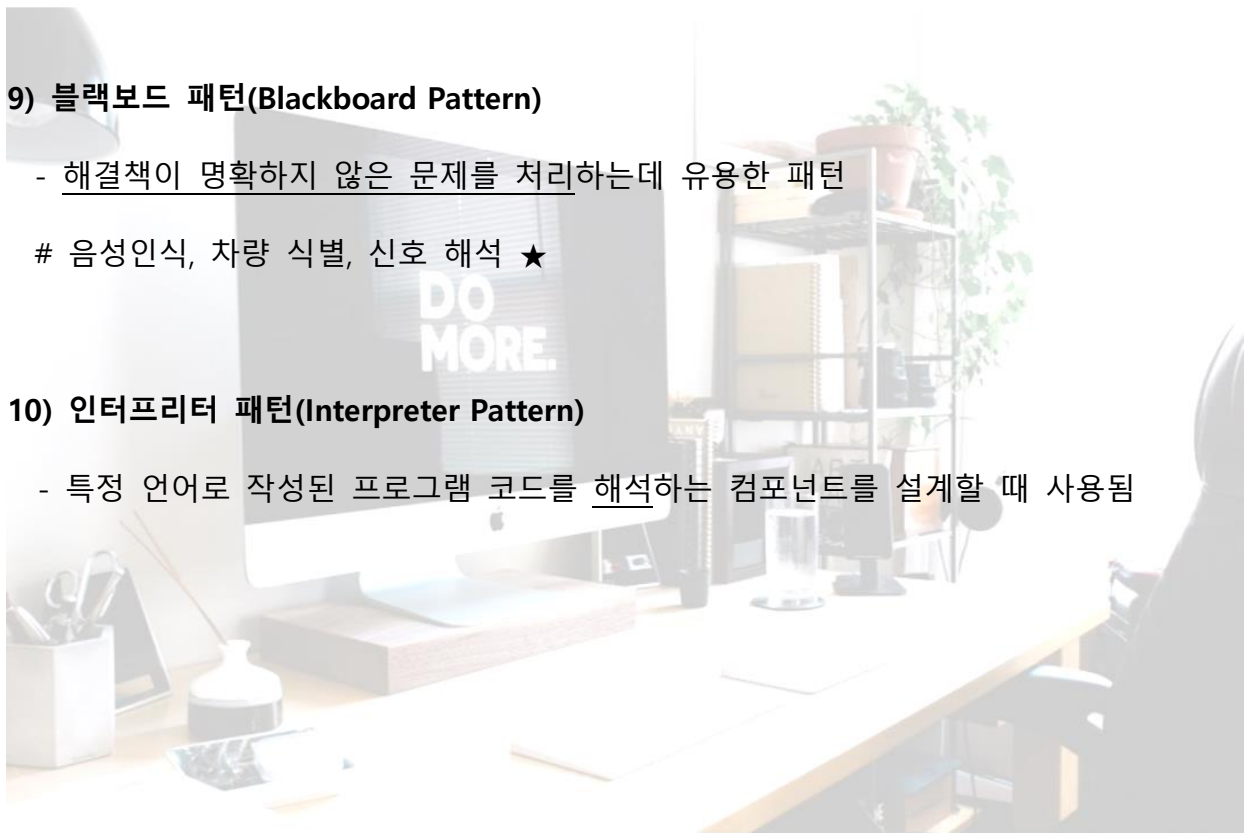 9) 블랙보드 패턴(Blackboard Pattern)
- 해결책이 명확하지 않은 문제를 처리하는데 유용한 패턴
# 음성인식, 차량 식별, 신호 해석 ★
DO
MORE.
10) 인터프리터 패턴(Interpreter Pattern)
- 특정 언어로 작성된 프로그램 코드를 해석하는 컴포넌트를 설계할 때 사용됨